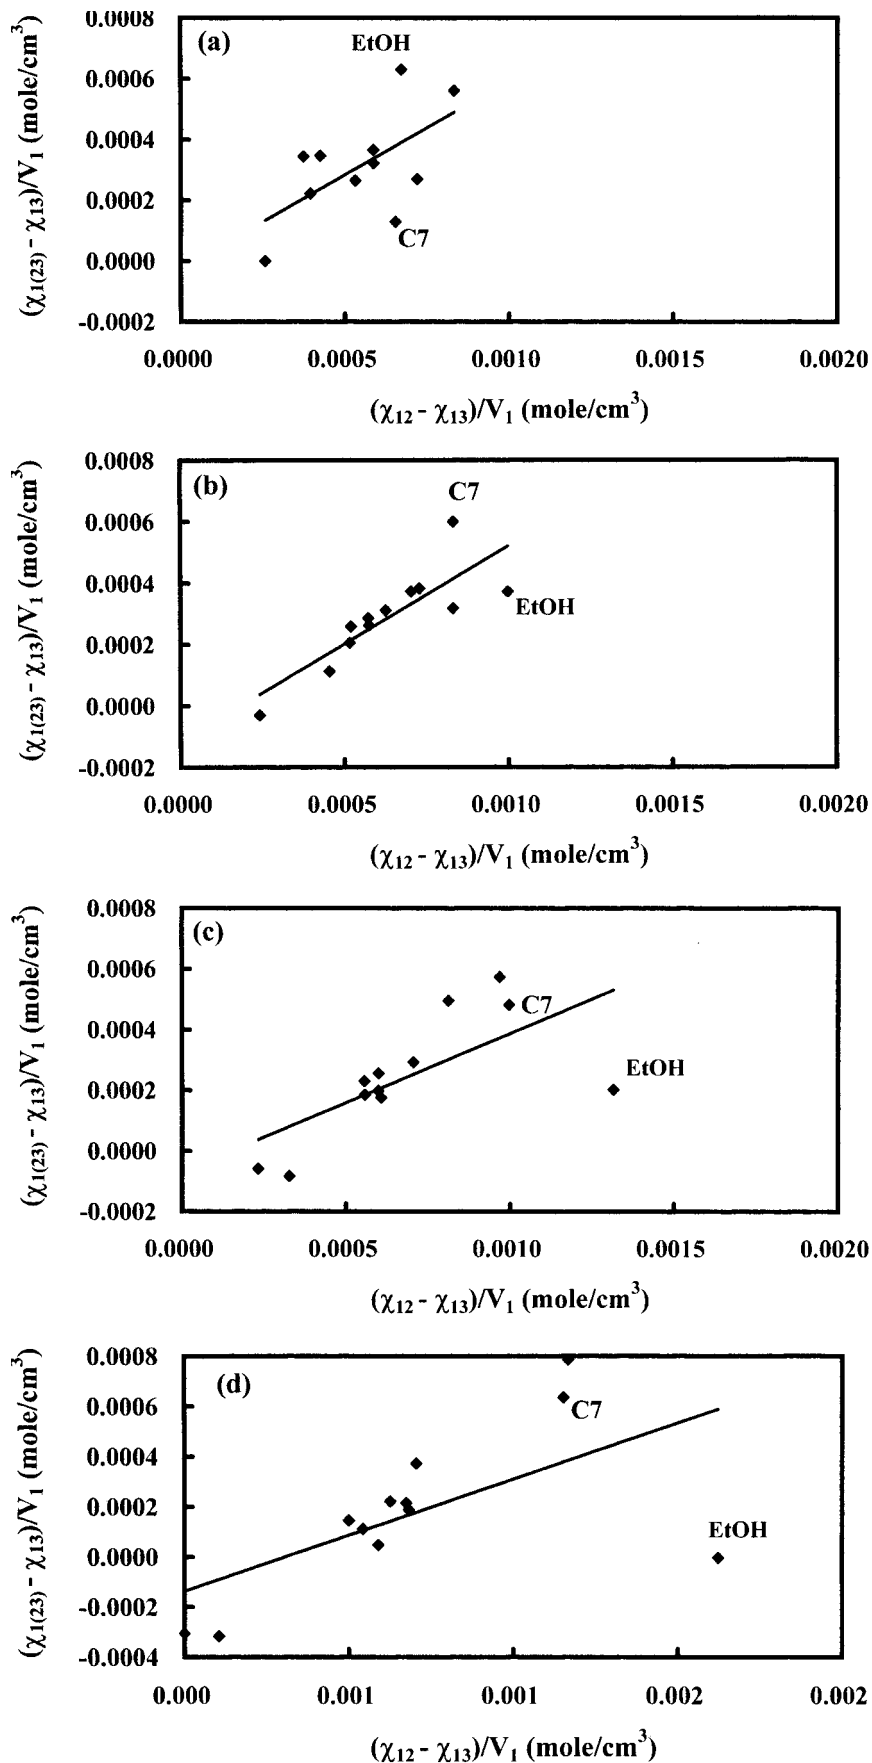 (a)
EtOH
C7
0.0008
0.0006
0.0004
0.0002
0.0000
-0.0002
(χ1(23) - χ13)/V1 (mole/cm³)
0.0000 0.0005 0.0010 0.0015 0.0020
(χ12 - χ13)/V1 (mole/cm³)
(b)
C7
EtOH
0.0008
0.0006
0.0004
0.0002
0.0000
-0.0002
(χ1(23) - χ13)/V1 (mole/cm³)
0.0000 0.0005 0.0010 0.0015 0.0020
(χ12 - χ13)/V1 (mole/cm³)
(c)
C7
EtOH
0.0008
0.0006
0.0004
0.0002
0.0000
-0.0002
(χ1(23) - χ13)/V1 (mole/cm³)
0.0000 0.0005 0.0010 0.0015 0.0020
(χ12 - χ13)/V1 (mole/cm³)
(d)
C7
EtOH
0.0008
0.0006
0.0004
0.0002
0.0000
-0.0002
-0.0004
(χ1(23) - χ13)/V1 (mole/cm³)
0.000 0.001 0.001 0.002 0.002
(χ12 - χ13)/V1 (mole/cm³)